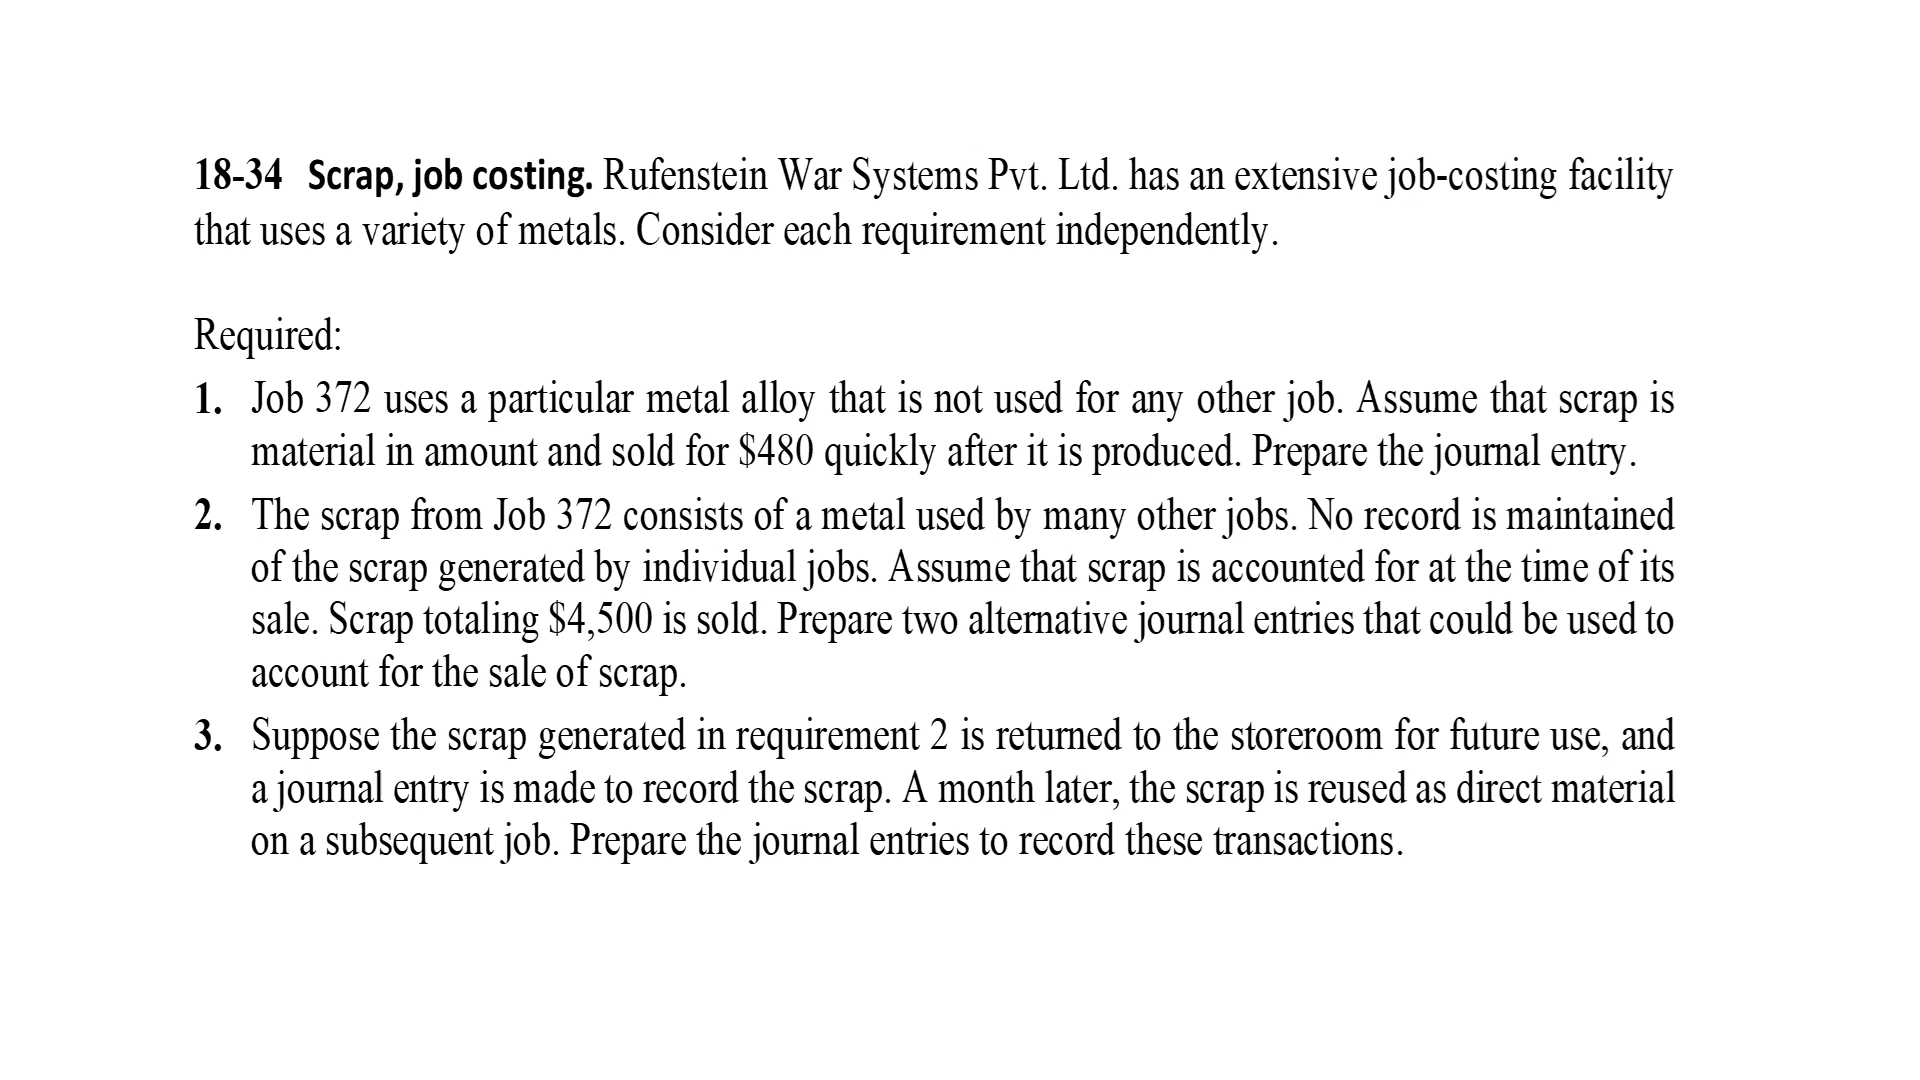 18-34 Scrap, job costing. Rufenstein War Systems Pvt. Ltd. has an extensive job-costing facility
that uses a variety of metals. Consider each requirement independently.
Required:
1. Job 372 uses a particular metal alloy that is not used for any other job. Assume that scrap is
material in amount and sold for $480 quickly after it is produced. Prepare the journal entry.
2. The scrap from Job 372 consists of a metal used by many other jobs. No record is maintained
of the scrap generated by individual jobs. Assume that scrap is accounted for at the time of its
sale. Scrap totaling $4,500 is sold. Prepare two alternative journal entries that could be used to
account for the sale of scrap.
3. Suppose the scrap generated in requirement 2 is returned to the storeroom for future use, and
a journal entry is made to record the scrap. A month later, the scrap is reused as direct material
on a subsequent job. Prepare the journal entries to record these transactions.